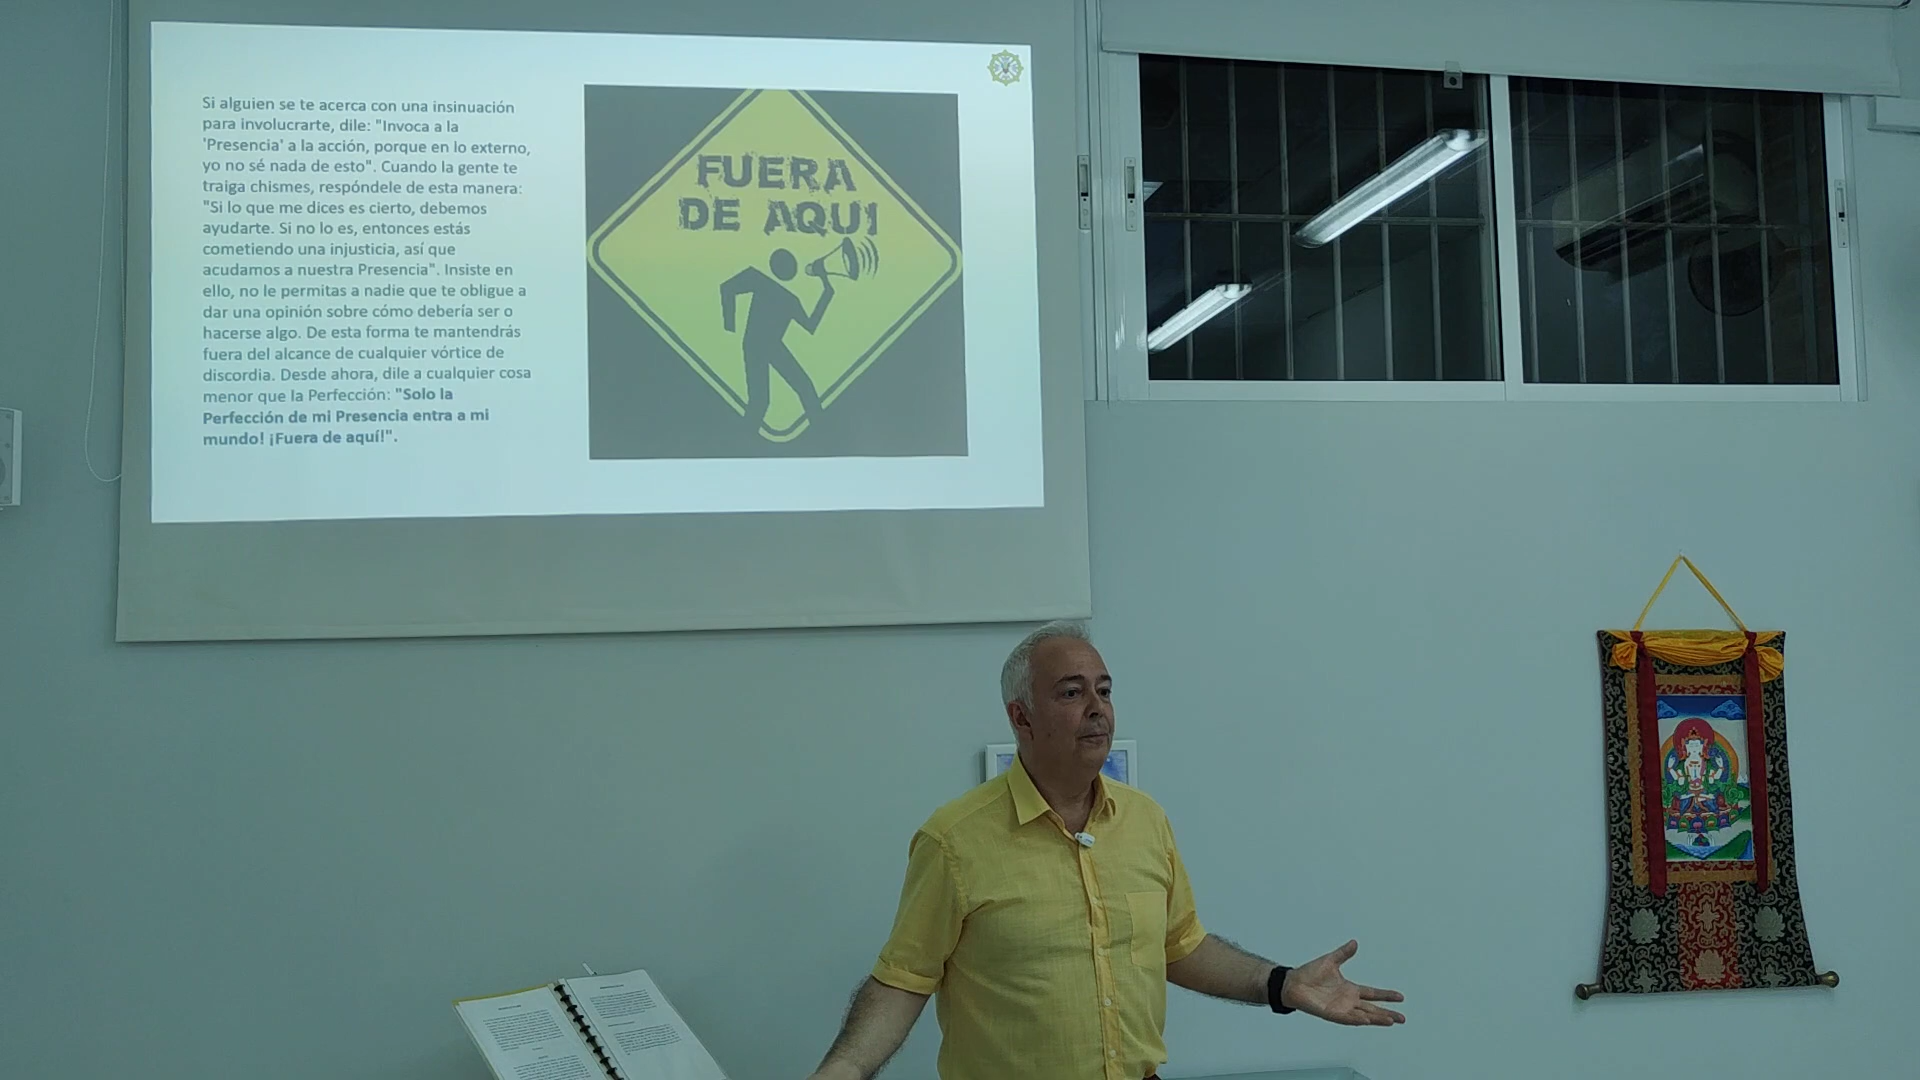 Si alguien se te acerca con una insinuación
para involucrarte, dile: "Invoca a la
'Presencia' a la acción, porque en lo externo,
yo no sé nada de esto". Cuando la gente te
traiga chismes, respóndele de esta manera:
"Si lo que me dices es cierto, debemos
ayudarte. Si no lo es, entonces estás
cometiendo una injusticia, así que
acudamos a nuestra Presencia". Insiste en
ello, no le permitas a nadie que te obligue a
dar una opinión sobre cómo debería ser o
hacerse algo. De esta forma te mantendrás
fuera del alcance de cualquier vórtice de
discordia. Desde ahora, dile a cualquier cosa
menor que la Perfección: "Solo la
Perfección de mi Presencia entra a mi
mundo! ¡Fuera de aquí!".
FUERA
DE AQUI